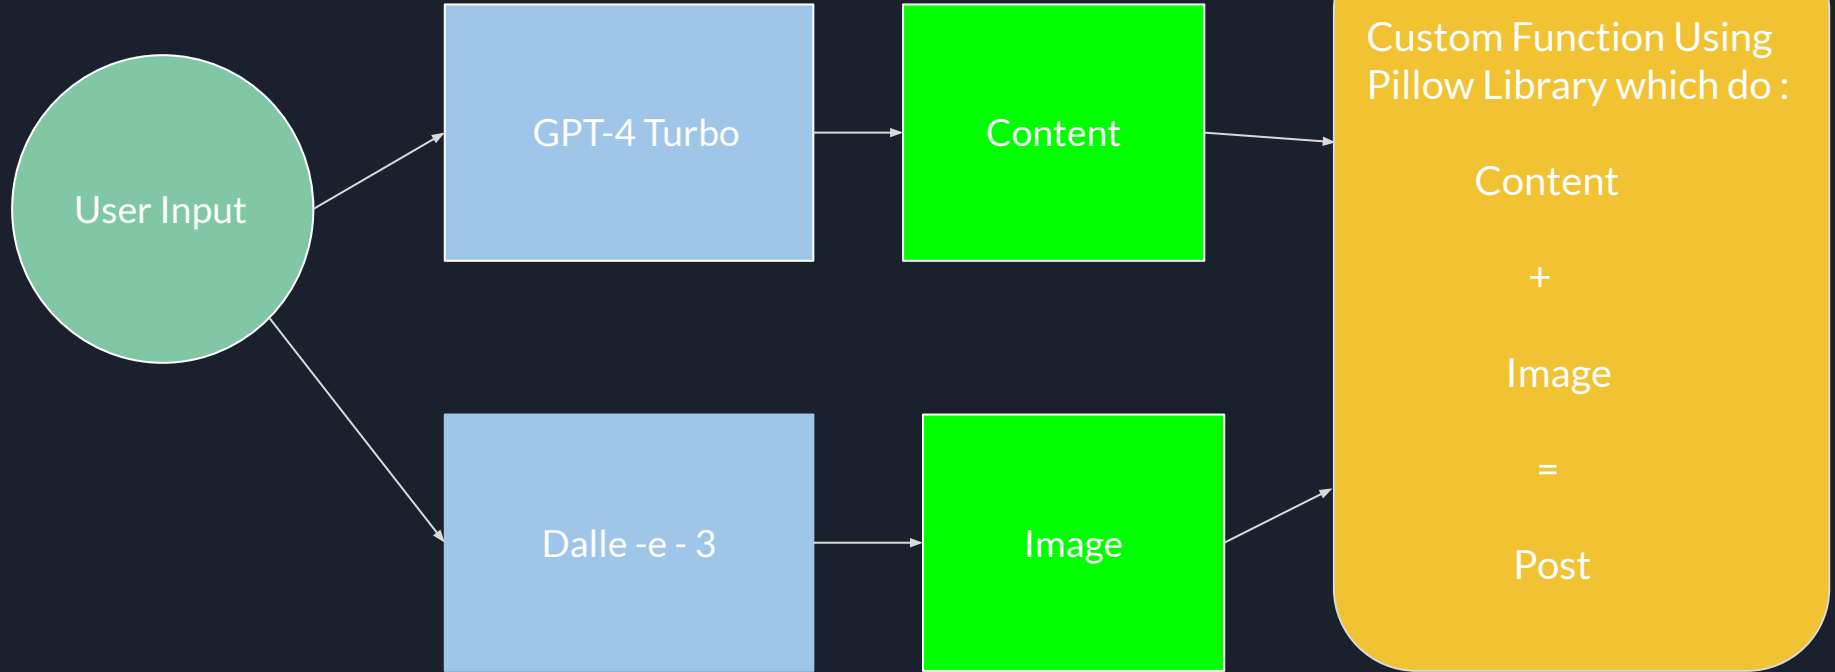 User Input
GPT-4 Turbo
Content
Dalle -e - 3
Image
Custom Function Using
Pillow Library which do :
Content
+
Image
=
Post